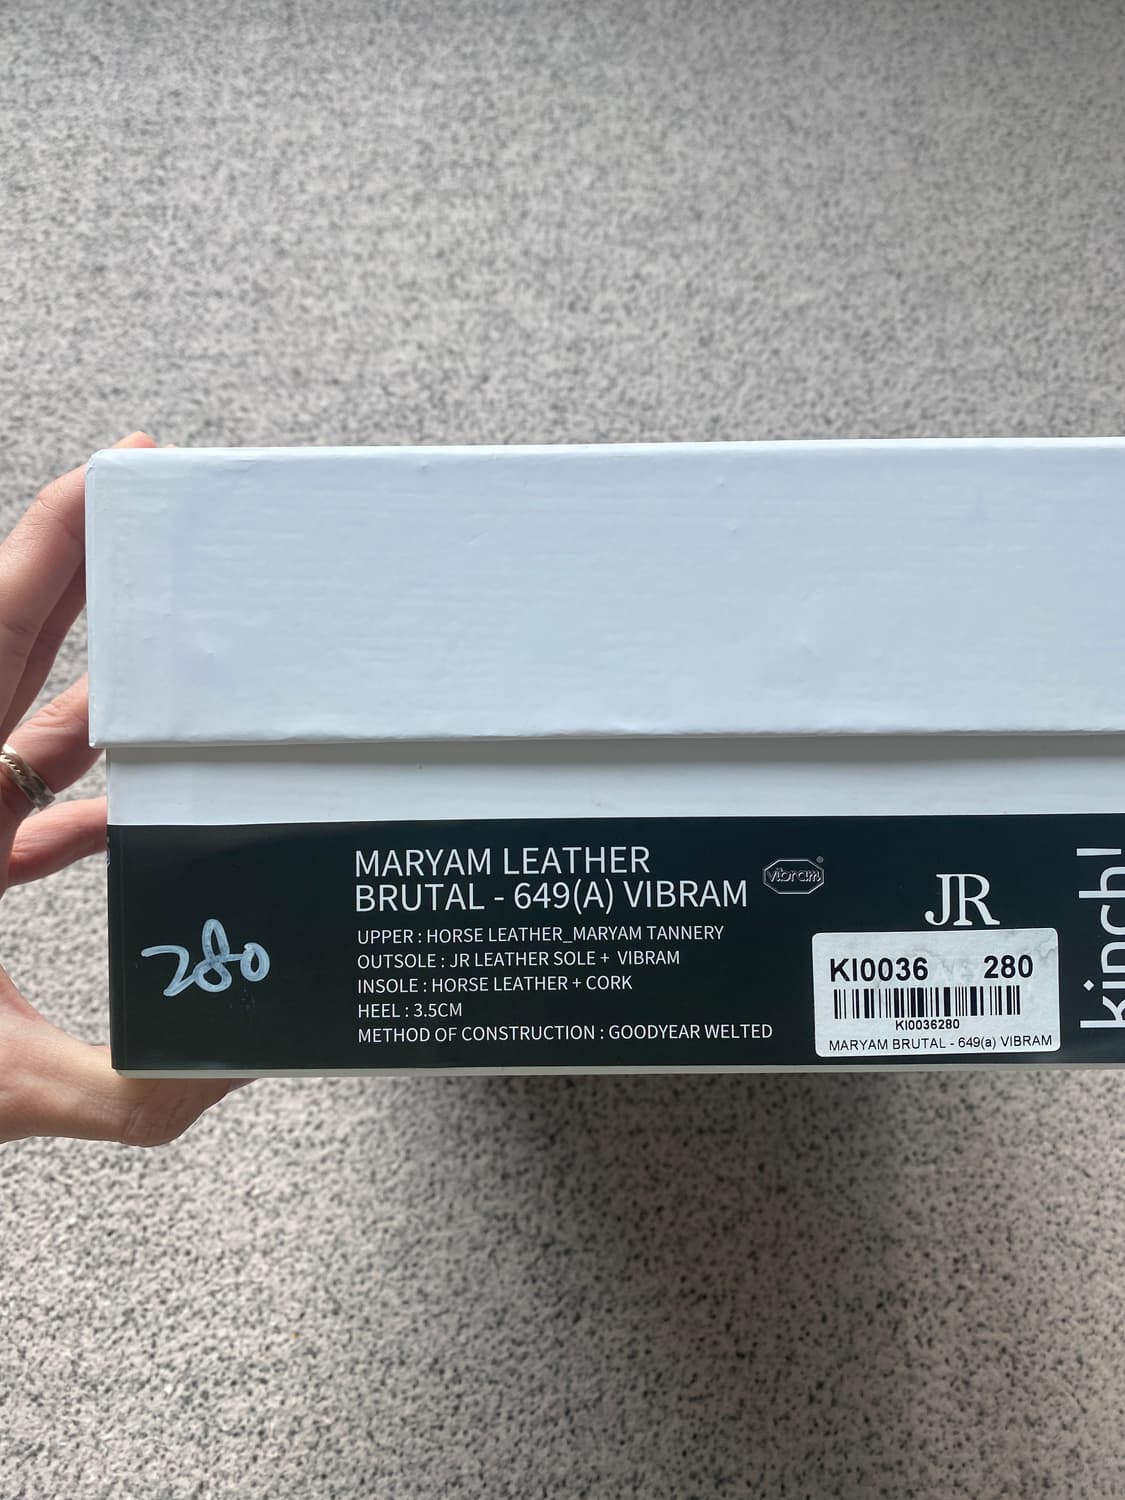 MARYAM LEATHER
BRUTAL - 649(A) VIBRAM
vibram
UPPER : HORSE LEATHER_MARYAM TANNERY
OUTSOLE : JR LEATHER SOLE + VIBRAM
INSOLE : HORSE LEATHER + CORK
HEEL : 3.5CM
METHOD OF CONSTRUCTION : GOODYEAR WELTED
280
JR
KI0036 280
KI0036280
MARYAM BRUTAL - 649(a) VIBRAM